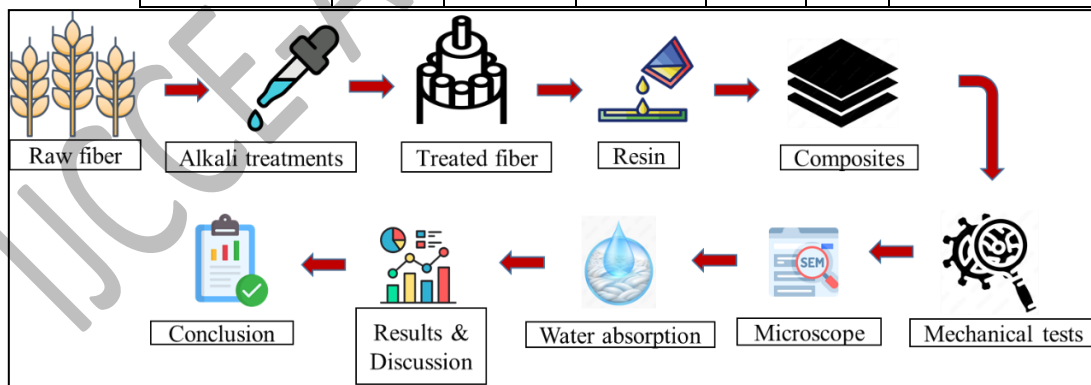 Raw fiber
Alkali treatments
Treated fiber
Resin
Composites
SEM
Conclusion
Results &
Discussion
Water absorption
Microscope
Mechanical tests